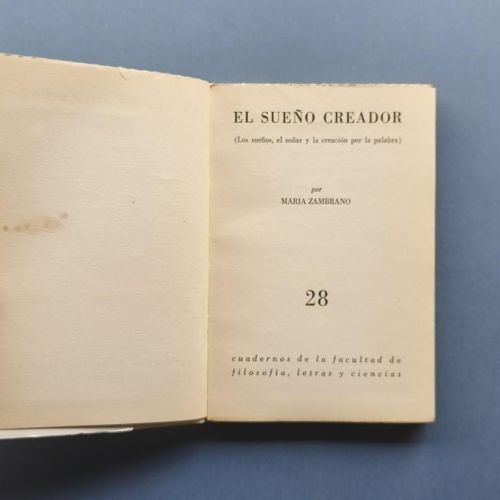 EL SUEÑO CREADOR
(Los sueños, el soñar y la creación por la palabra)
por
MARIA ZAMBRANO
28
cuadernos de la facultad de
filosofía, letras y ciencias